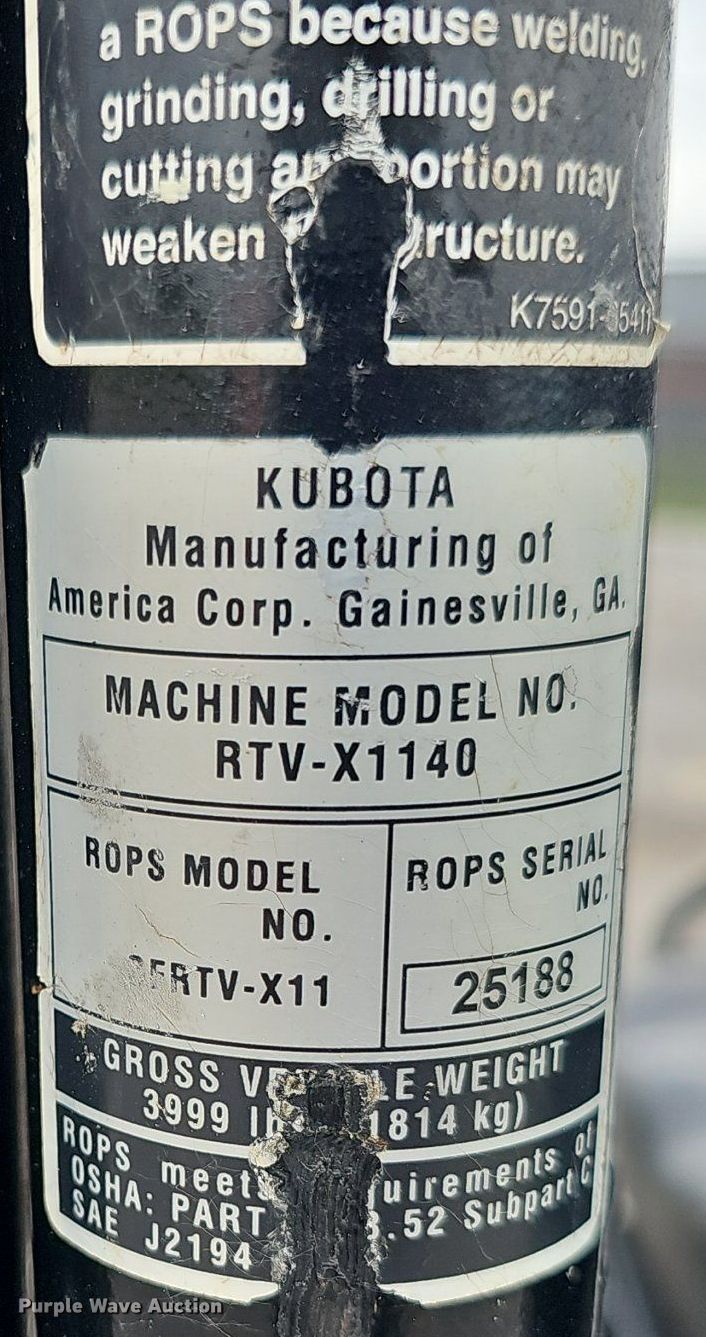 a ROPS because welding,
grinding, drilling or
cutting portion may
weaken
K7591-
KUBOTA
Manufacturing of
America Corp. Gainesville, GA.
MACHINE MODEL NO.
RTV-X1140
ROPS MODEL
NO.
ROPS SERIAL
NO.
25188
GROSS WEIGHT
3999 1814 kg)
ROPS meets of
OSHA: PART .52 Subpart C
SAE J2194
Purple Wave Auction